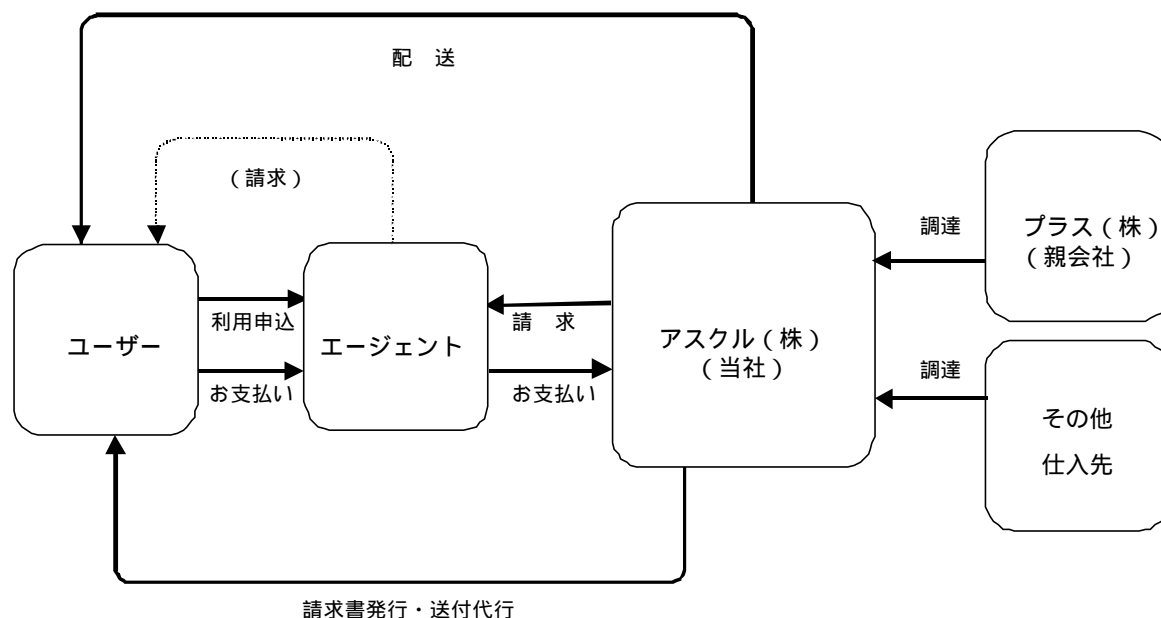 配　送
（請求）
プラス（株）
（親会社）
調達
利用申込
請　求
ユーザー
エージェント
アスクル（株）
（当社）
お支払い
お支払い
調達
その他
仕入先
請求書発行・送付代行